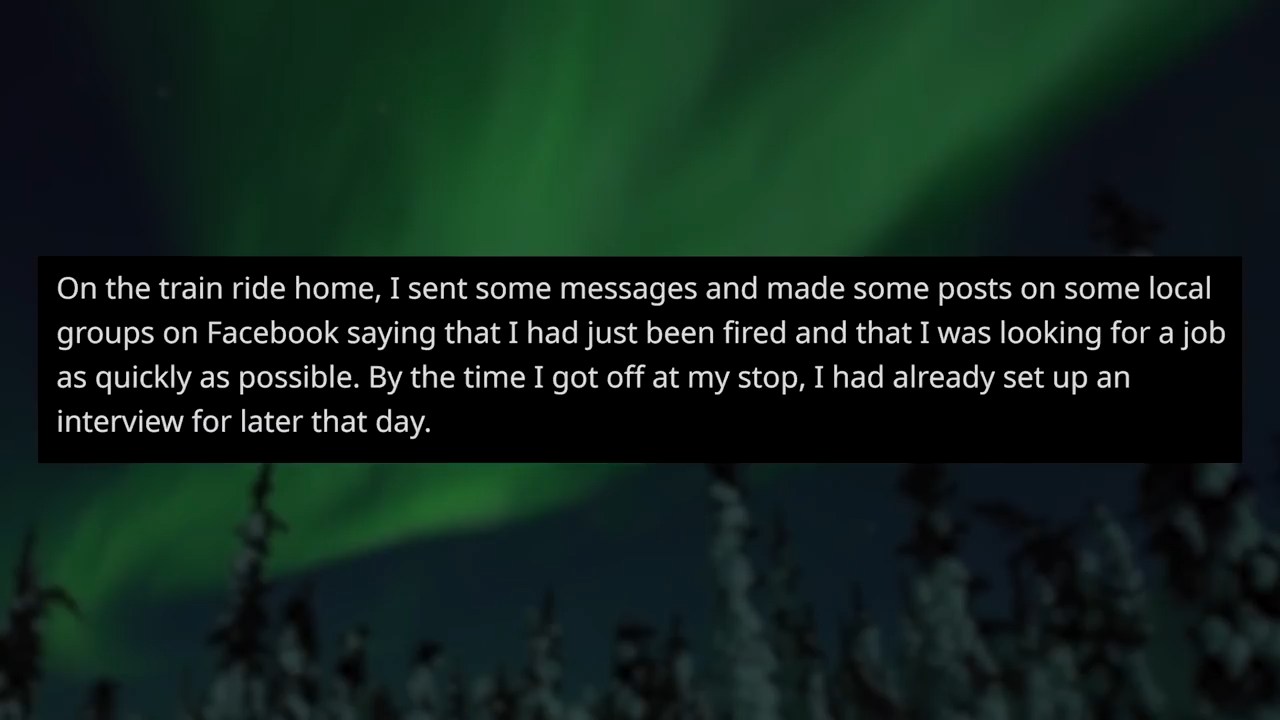 On the train ride home, I sent some messages and made some posts on some local
groups on Facebook saying that I had just been fired and that I was looking for a job
as quickly as possible. By the time I got off at my stop, I had already set up an
interview for later that day.